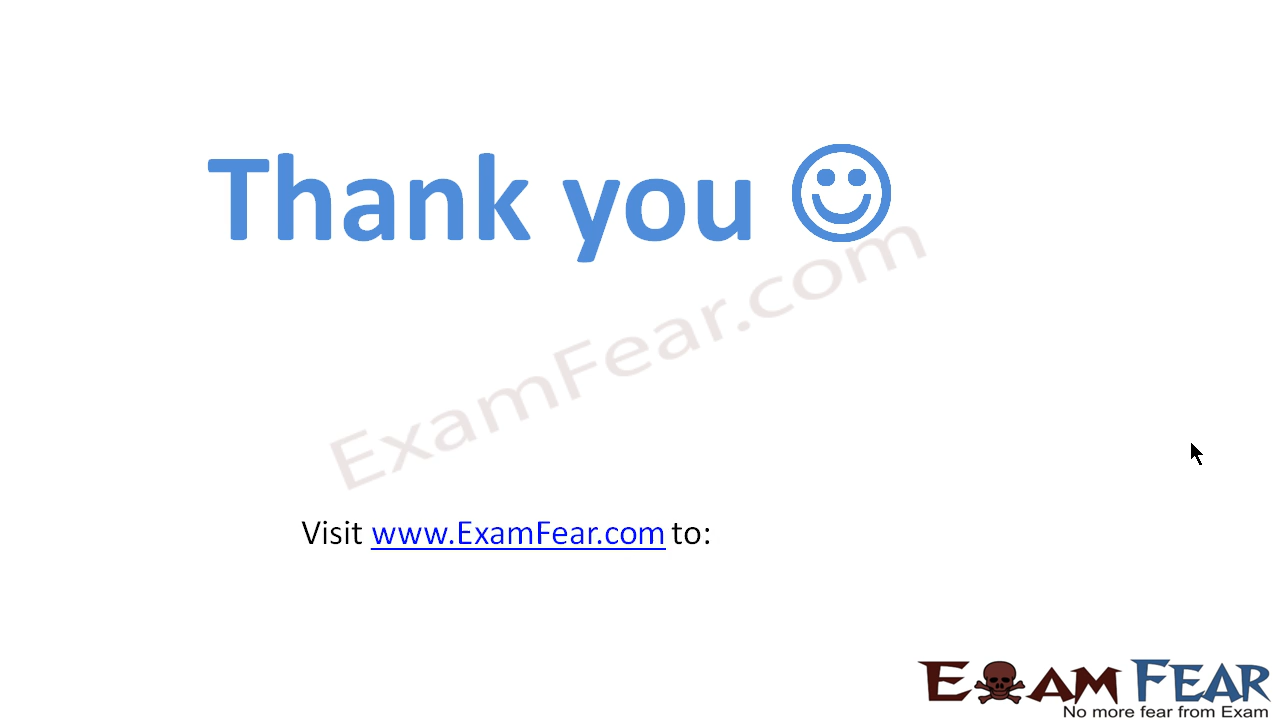 Thank you ☺
ExamFear.com
Visit www.ExamFear.com to:
EXAM FEAR
No more fear from Exam